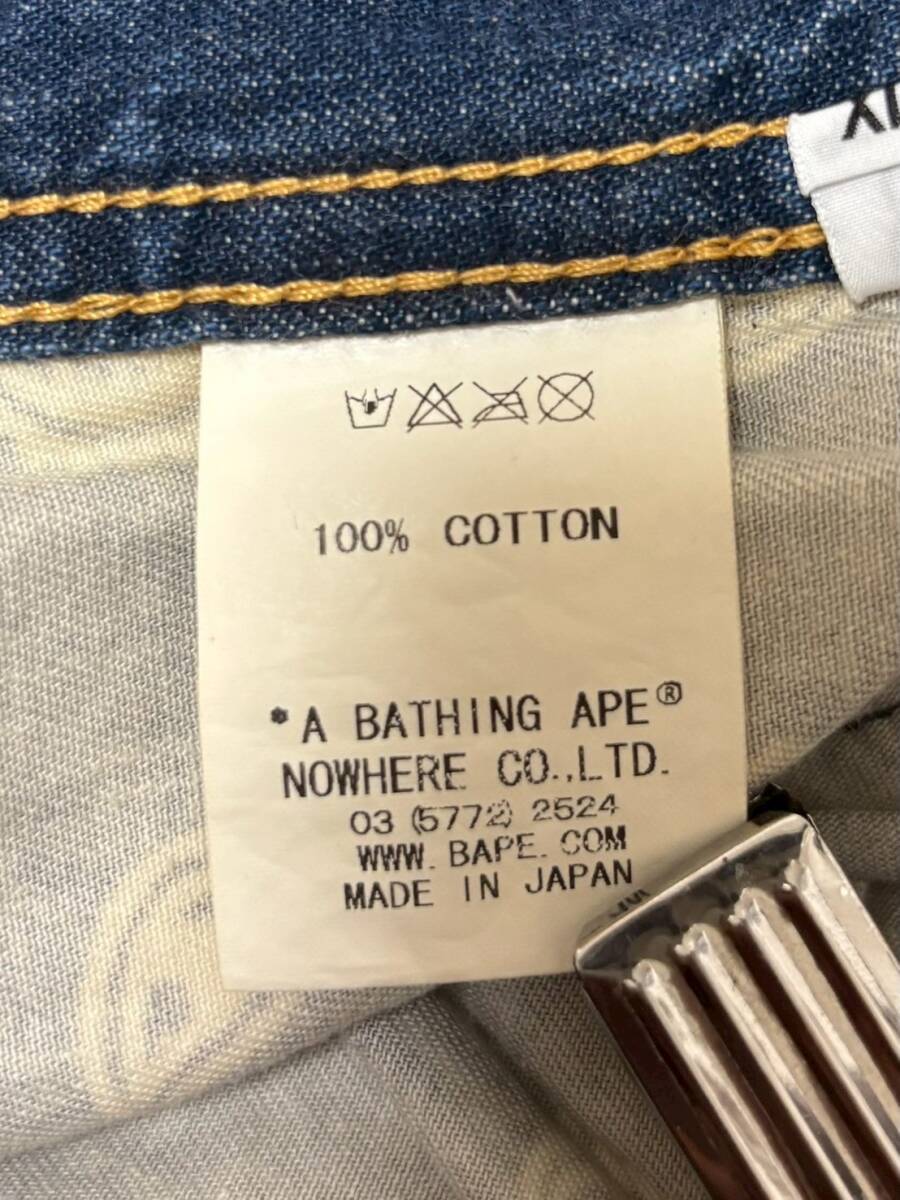 100% COTTON
*A BATHING APE®
NOWHERE CO.,LTD.
03 (5772) 2524
WWW. BAPE. COM
MADE IN JAPAN